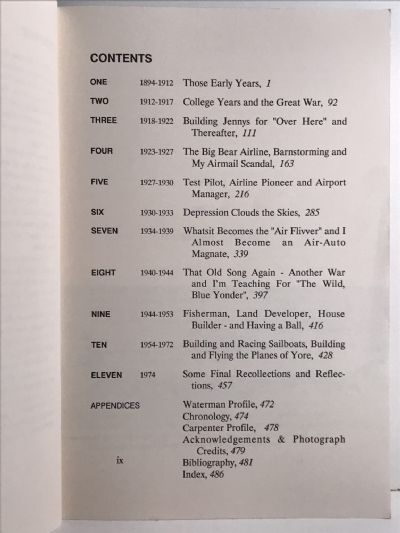 CONTENTS
ONE 1894-1912 Those Early Years, 1
TWO 1912-1917 College Years and the Great War, 92
THREE 1918-1922 Building Jennys for "Over Here" and
Thereafter, 111
FOUR 1923-1927 The Big Bear Airline, Barnstorming and
My Airmail Scandal, 163
FIVE 1927-1930 Test Pilot, Airline Pioneer and Airport
Manager, 216
SIX 1930-1933 Depression Clouds the Skies, 285
SEVEN 1934-1939 Whatsit Becomes the "Air Flivver" and I
Almost Become an Air-Auto
Magnate, 339
EIGHT 1940-1944 That Old Song Again - Another War
and I'm Teaching For "The Wild,
Blue Yonder", 397
NINE 1944-1953 Fisherman, Land Developer, House
Builder - and Having a Ball, 416
TEN 1954-1972 Building and Racing Sailboats, Building
and Flying the Planes of Yore, 428
ELEVEN 1974 Some Final Recollections and Reflec-
tions, 457
APPENDICES Waterman Profile, 472
Chronology, 474
Carpenter Profile, 478
Acknowledgements & Photograph
Credits, 479
Bibliography, 481
Index, 486
ix